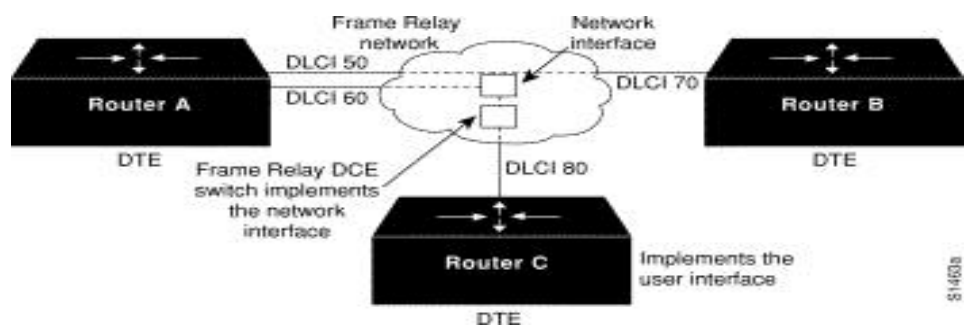 Frame Relay
network
Network
interface
DLCI 50
DLCI 60
DLCI 70
Router A
Router B
DTE
DTE
Frame Relay DCE
switch implements
the network
interface
DLCI 80
Router C
Implements the
user interface
DTE
S1463a